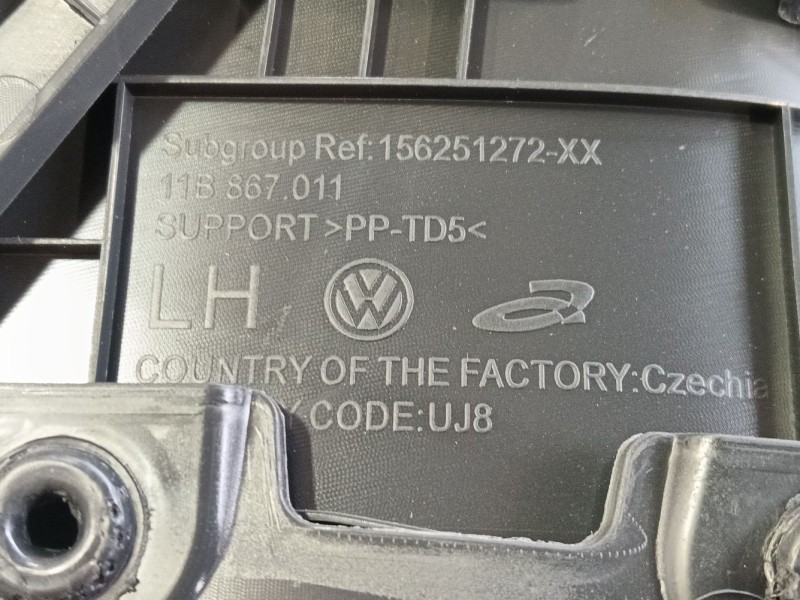 Subgroup Ref:156251272-XX
11B 867.011
SUPPORT >PP-TD5<
LH
COUNTRY OF THE FACTORY:Czechia
CODE:UJ8